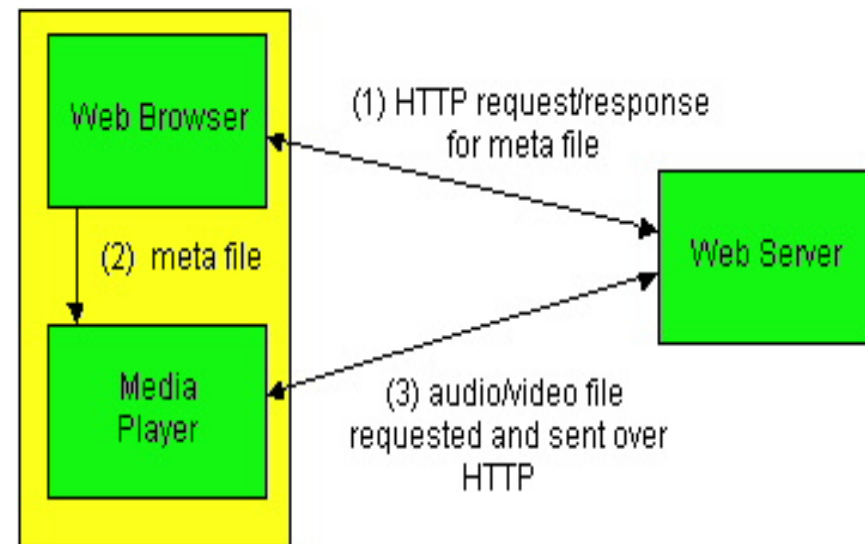 Web Browser
(1) HTTP request/response
for meta file
(2) meta file
Web Server
Media
Player
(3) audio/video file
requested and sent over
HTTP